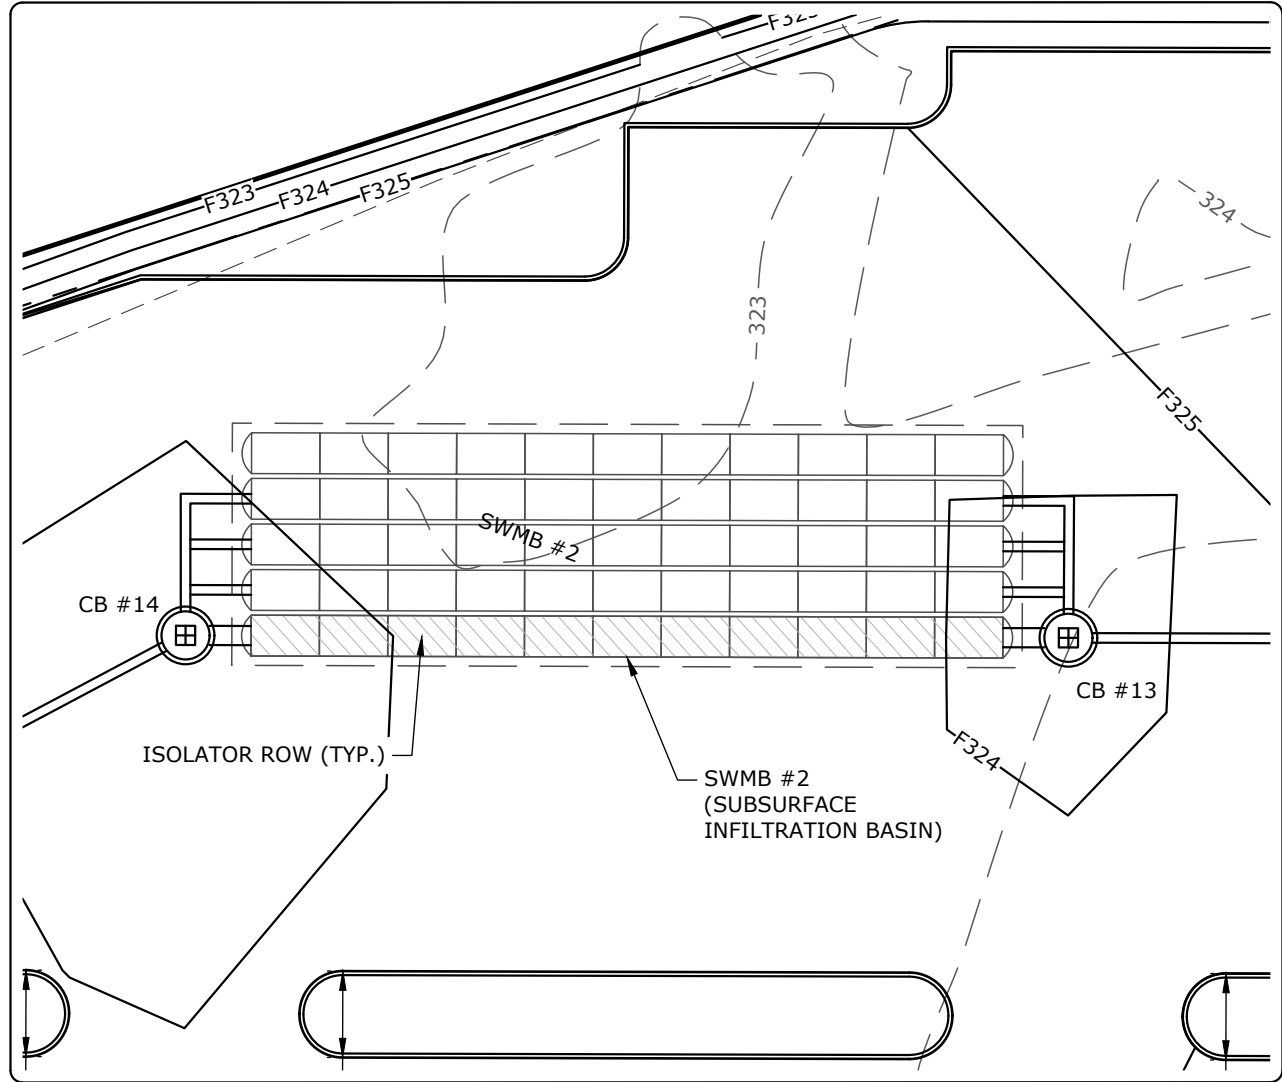 F325
F323
F324
F325
324
323
F325
SWMB #2
CB #14
CB #13
ISOLATOR ROW (TYP.)
F324
SWMB #2
(SUBSURFACE
INFILTRATION BASIN)